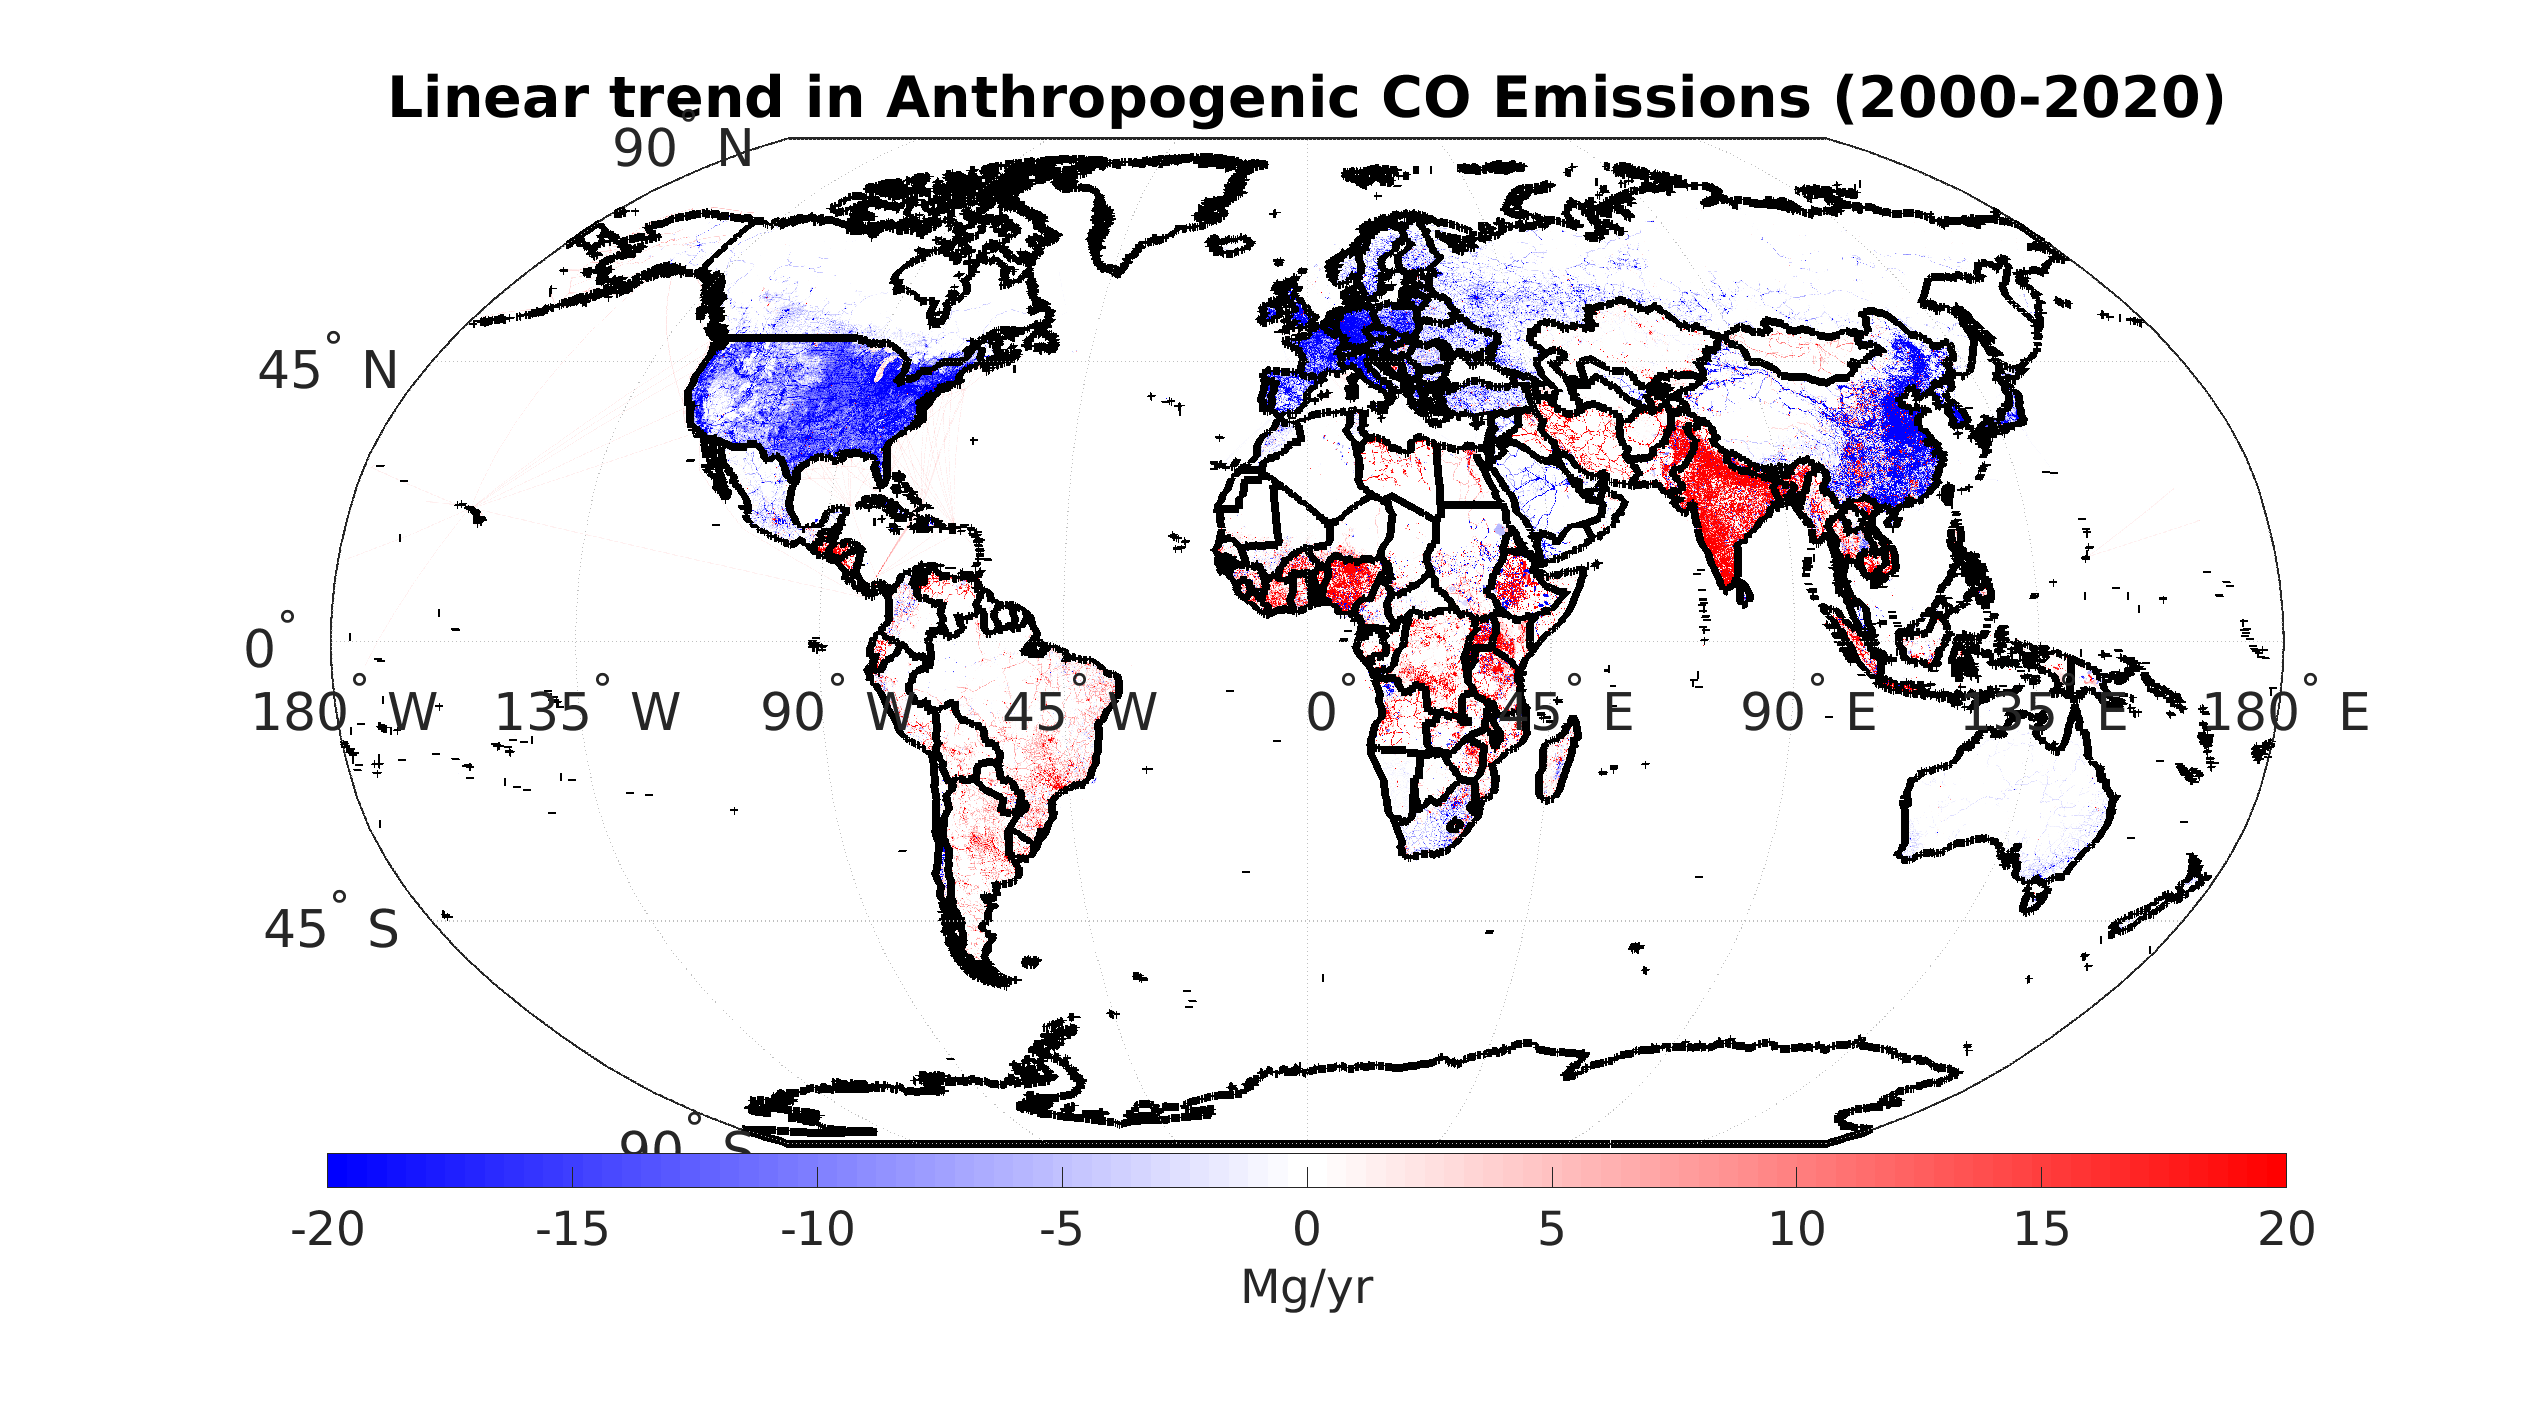 Linear trend in Anthropogenic CO Emissions (2000-2020)
90° N
45° N
0°
180° W 135° W 90° W 45° W 0° 45° E 90° E 135° E 180° E
45° S
90° S
-20 -15 -10 -5 0 5 10 15 20
Mg/yr